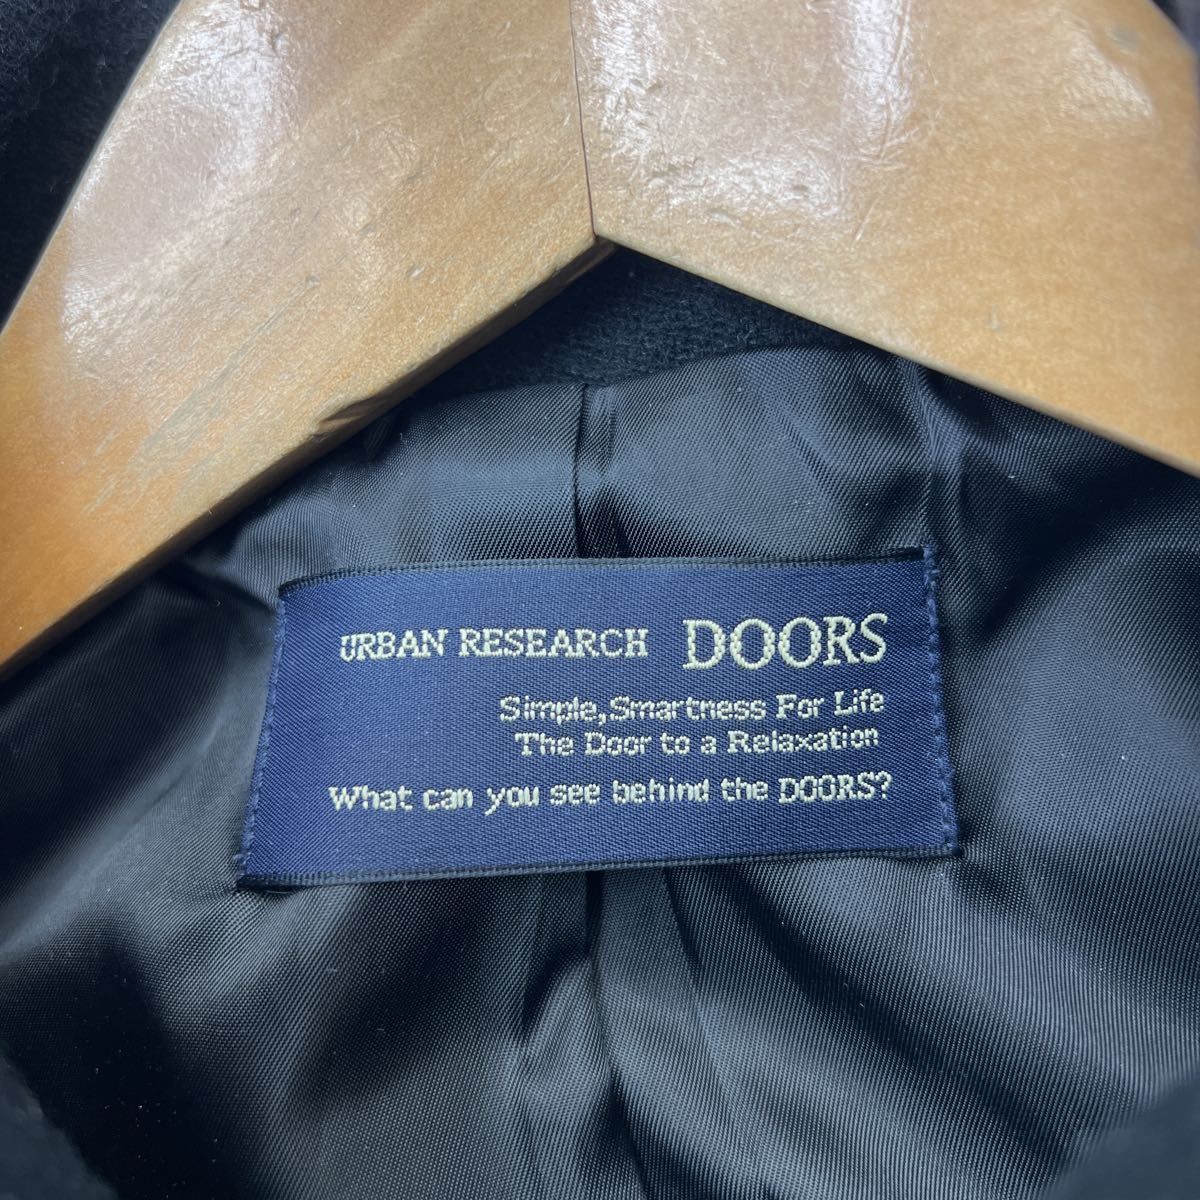 URBAN RESEARCH DOORS
Simple,Smartness For Life
The Door to a Relaxation
What can you see behind the DOORS?